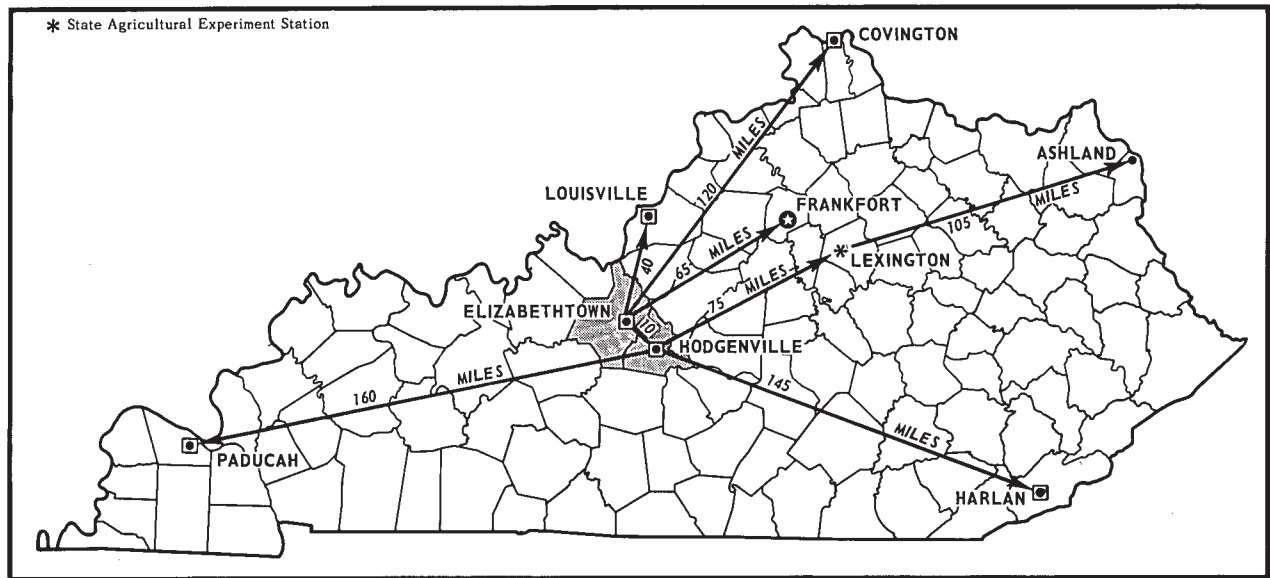 * State Agricultural Experiment Station
COVINGTON
120 MILES
ASHLAND
105 MILES
LOUISVILLE
FRANKFORT
40
65 MILES
LEXINGTON
75 MILES
ELIZABETHTOWN
10
HODGENVILLE
160 MILES
145 MILES
PADUCAH
HARLAN